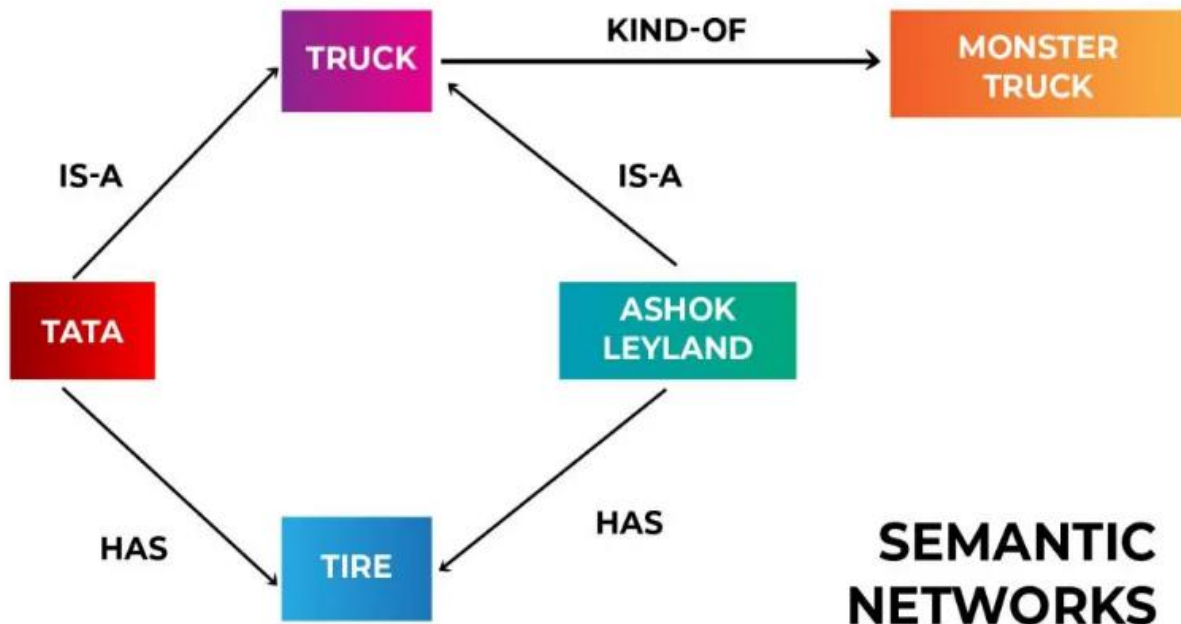 KIND-OF
TRUCK
MONSTER
TRUCK
IS-A
IS-A
TATA
ASHOK
LEYLAND
HAS
HAS
TIRE
SEMANTIC
NETWORKS